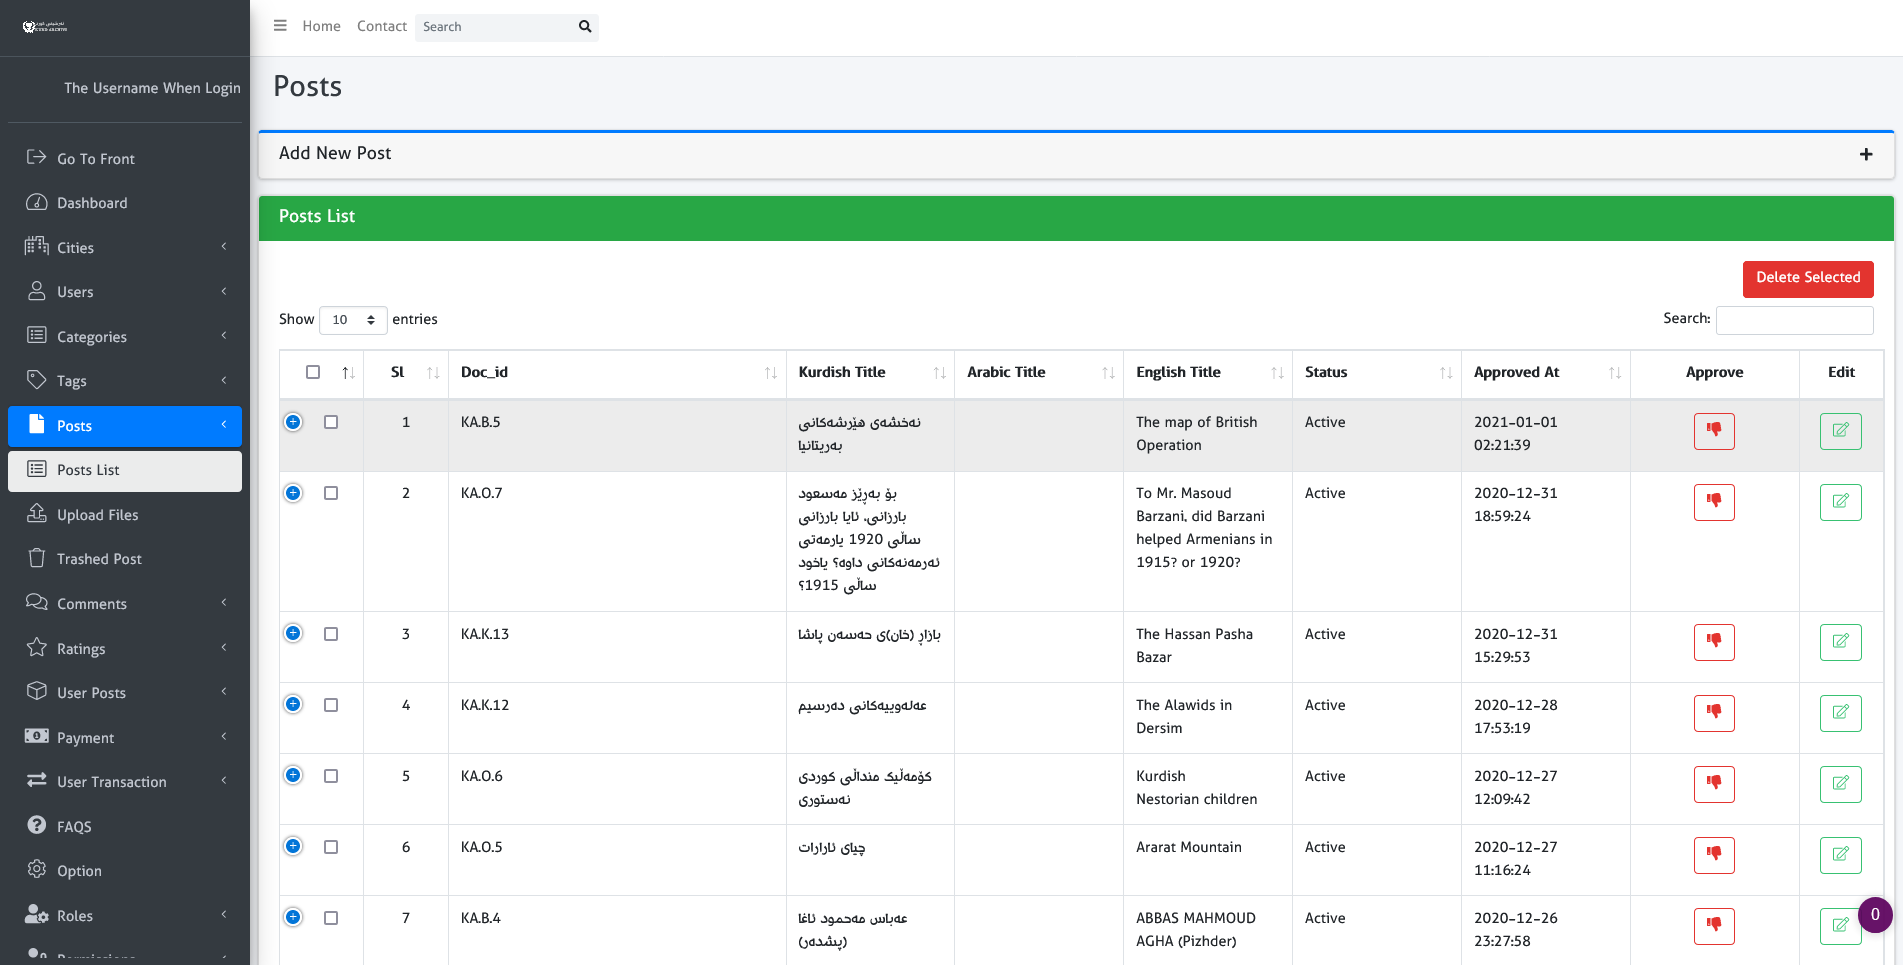 Home
Contact
Search
The Username When Login
Go To Front
Dashboard
Cities
Users
Categories
Tags
Posts
Posts List
Upload Files
Trashed Post
Comments
Ratings
User Posts
Payment
User Transaction
FAQS
Option
Roles
Posts
Add New Post
Posts List
Delete Selected
Show 10 entries
Search:
Sl Doc_id Kurdish Title Arabic Title English Title Status Approved At Approve Edit
1 KA.B.5
نەخشەی هێرشەکانی
بەریتانیا
The map of British
Operation
Active
2021-01-01
02:21:39
2 KA.O.7
بۆ بەڕێز مەسعود
بارزانی، ئایا بارزانی
ساڵی 1920 یارمەتی
ئەرمەنەکانی داوە؟ یاخود
ساڵی 1915؟
To Mr. Masoud
Barzani, did Barzani
helped Armenians in
1915? or 1920?
Active
2020-12-31
18:59:24
3 KA.K.13
بازاڕ (خان)ی حەسەن پاشا
The Hassan Pasha
Bazar
Active
2020-12-31
15:29:53
4 KA.K.12
عەلەوییەکانی دەرسیم
The Alawids in
Dersim
Active
2020-12-28
17:53:19
5 KA.O.6
کۆمەڵیک منداڵی کوردی
نەستوری
Kurdish
Nestorian children
Active
2020-12-27
12:09:42
6 KA.O.5
چیای ئارارات
Ararat Mountain
Active
2020-12-27
11:16:24
7 KA.B.4
عەباس مەحمود ئاغا
(پشدەر)
ABBAS MAHMOUD
AGHA (Pizhder)
Active
2020-12-26
23:27:58
0